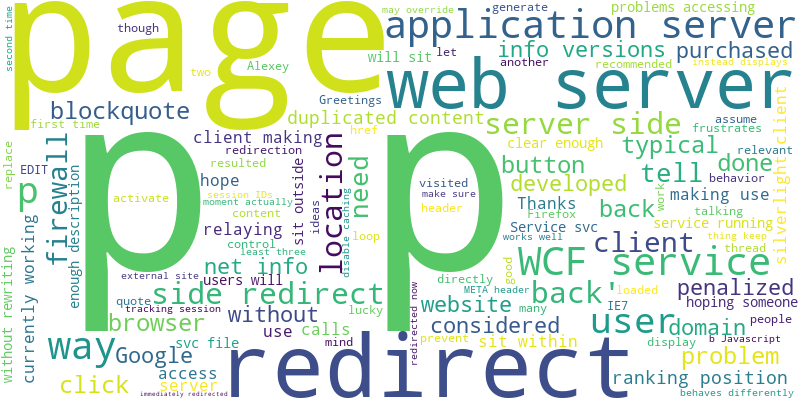 page
p p
redirect
web server
application server
WCF service
info versions
purchased
problems accessing
may override
generate
let
another
recommended
instead displays
second time
though
Alexey
will sit
two
Greetings
blockquote
duplicated content
server side
assume
frustrates
first time
client making
href
clear enough
typical
relevant
redirection
resulted
button
done
tell
behavior
replace
EDIT
firewall
location
need
p
hope
session IDs
moment actually
visited
make sure
developed
making use
work
activate
content
ideas
disable caching
header
Thanks
Firefox
back
talking
silverlight client
relaying
sit outside
control
loop
Service svc
service running
works well
client
thing keep
thread
enough description
currently working
without rewriting
net info
least three
external site
users will
directly
good
back'
loaded
penalized
hoping someone
side redirect
quote
tracking session
without
lucky
META header
many
website
IE7
user
domain
people
way
browser
svc file
use
calls
considered
display
b Javascript
Google
mind
redirected now
prevent
sit within
problem
click
access
server
immediately redirected
ranking position
behaves differently